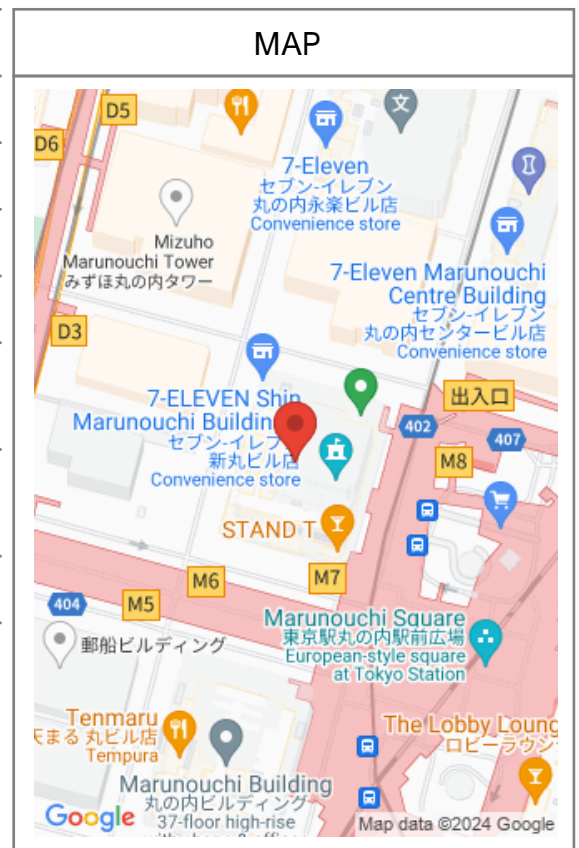 MAP
D5
D6
7-Eleven
セブン-イレブン
丸の内永楽ビル店
Convenience store
文
Mizuho
Marunouchi Tower
みずほ丸の内タワー
7-Eleven Marunouchi
Centre Building
セブン-イレブン
丸の内センタービル店
Convenience store
D3
7-ELEVEN Shin
Marunouchi Building
セブン-イレブ
新丸ビル店
Convenience store
出入口
402
407
M8
STAND T
M7
M6
M5
404
郵船ビルディング
Marunouchi Square
東京駅丸の内駅前広場
European-style square
at Tokyo Station
Tenmaru
天まる 丸ビル店
Tempura
The Lobby Loung
ロビーラウン
Marunouchi Building
丸の内ビルディング
37-floor high-rise
Google
Map data ©2024 Google